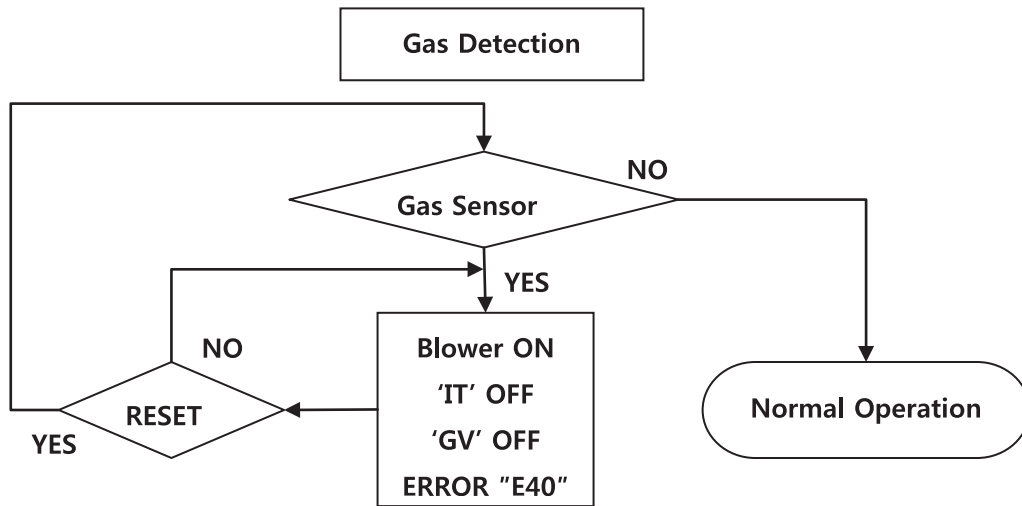 Gas Detection
NO
Gas Sensor
YES
Blower ON
‘IT’ OFF
‘GV’ OFF
ERROR ”E40”
NO
RESET
YES
Normal Operation